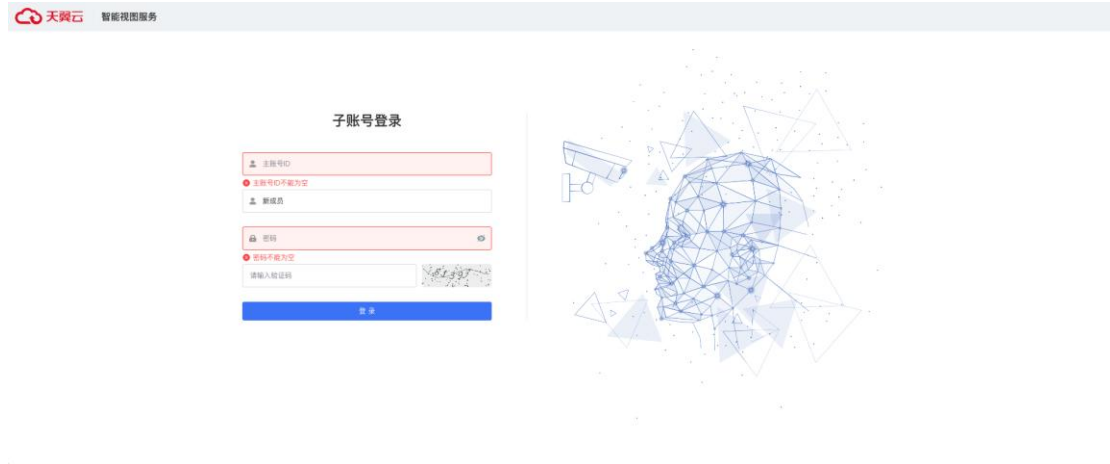 天翼云 智能视图服务
子账号登录
主账号ID
主账号ID不能为空
新成员
密码
密码不能为空
请输入验证码
登 录